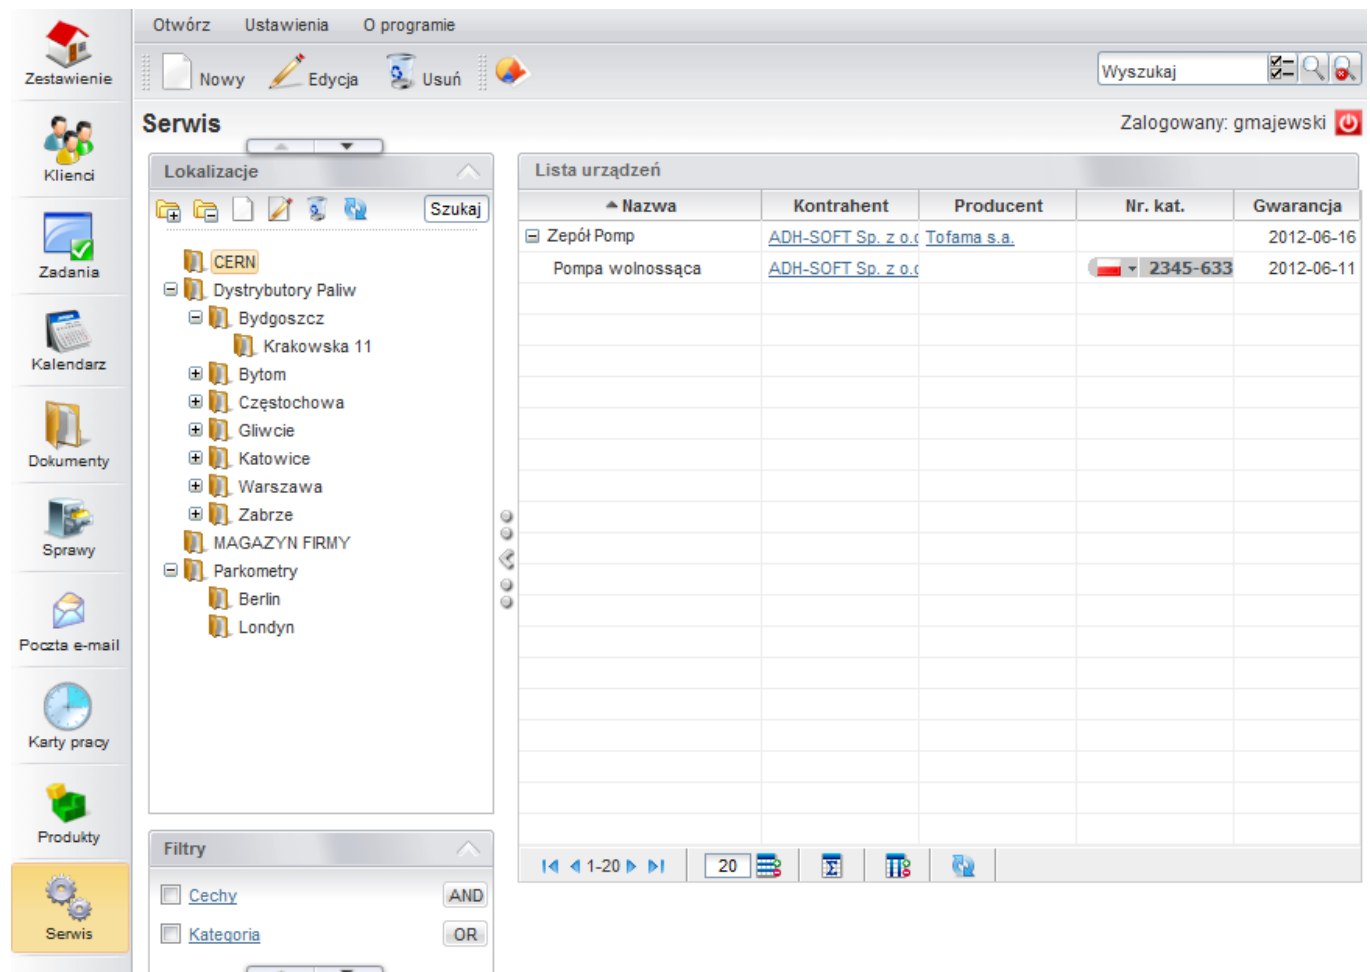 Otwórz Ustawienia O programie
Nowy Edycja Usuń
Wyszukaj
Serwis
Zalogowany: gmajewski
Zestawienie
Klienci
Zadania
Kalendarz
Dokumenty
Sprawy
Poczta e-mail
Karty pracy
Produkty
Serwis
Lokalizacje
Szukaj
CERN
Dystrybutory Paliw
Bydgoszcz
Krakowska 11
Bytom
Częstochowa
Gliwcie
Katowice
Warszawa
Zabrze
MAGAZYN FIRMY
Parkometry
Berlin
Londyn
Filtry
Cechy AND
Kategoria OR
Lista urządzeń
Nazwa Kontrahent Producent Nr. kat. Gwarancja
Zepół Pomp ADH-SOFT Sp. z o.o Tofama s.a. 2012-06-16
Pompa wolnossąca ADH-SOFT Sp. z o.o 2345-633 2012-06-11
1-20 20